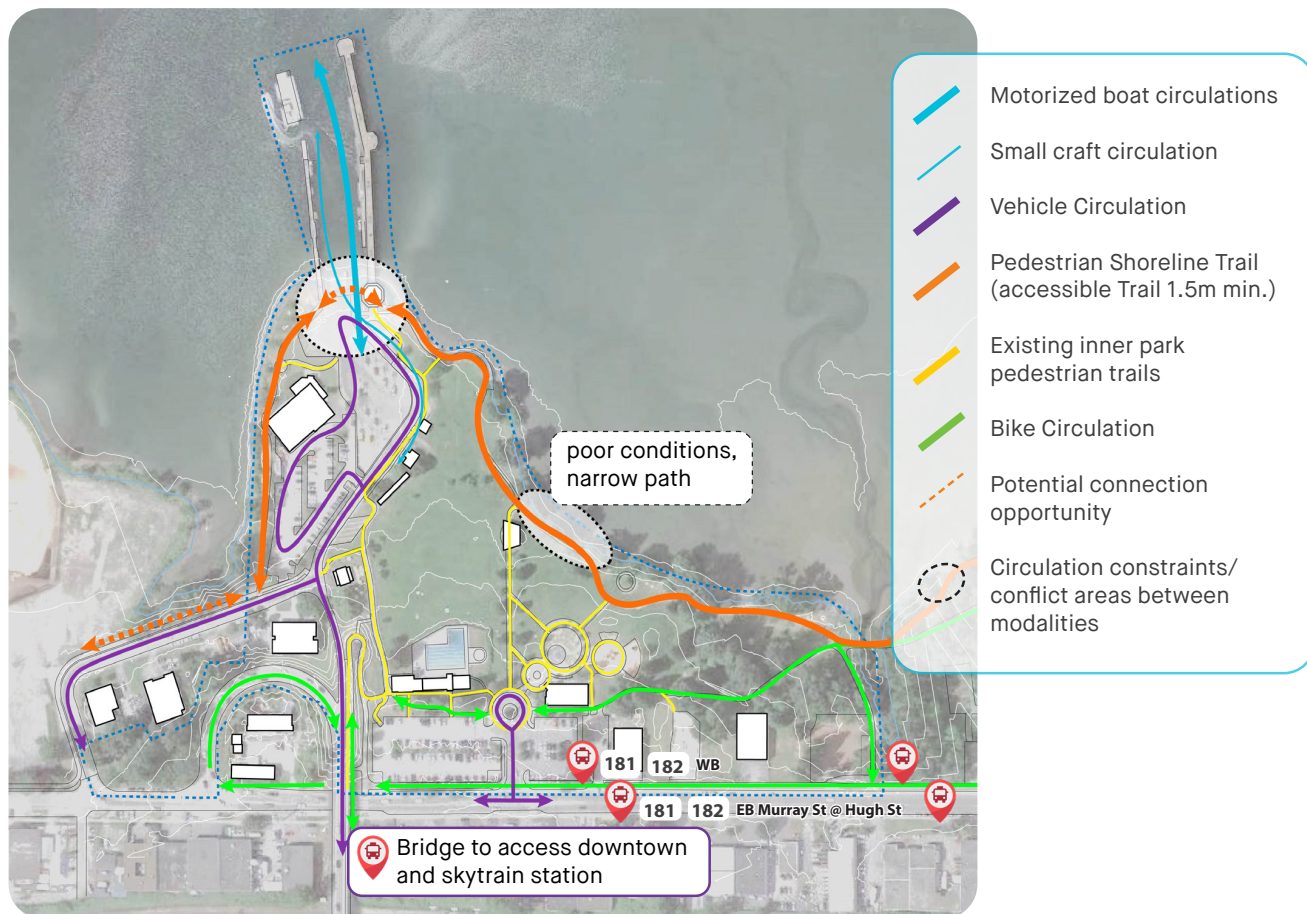 Motorized boat circulations
Small craft circulation
Vehicle Circulation
Pedestrian Shoreline Trail
(accessible Trail 1.5m min.)
Existing inner park
pedestrian trails
Bike Circulation
Potential connection
opportunity
Circulation constraints/
conflict areas between
modalities
poor conditions,
narrow path
181 182 WB
181 182 EB Murray St @ Hugh St
Bridge to access downtown
and skytrain station